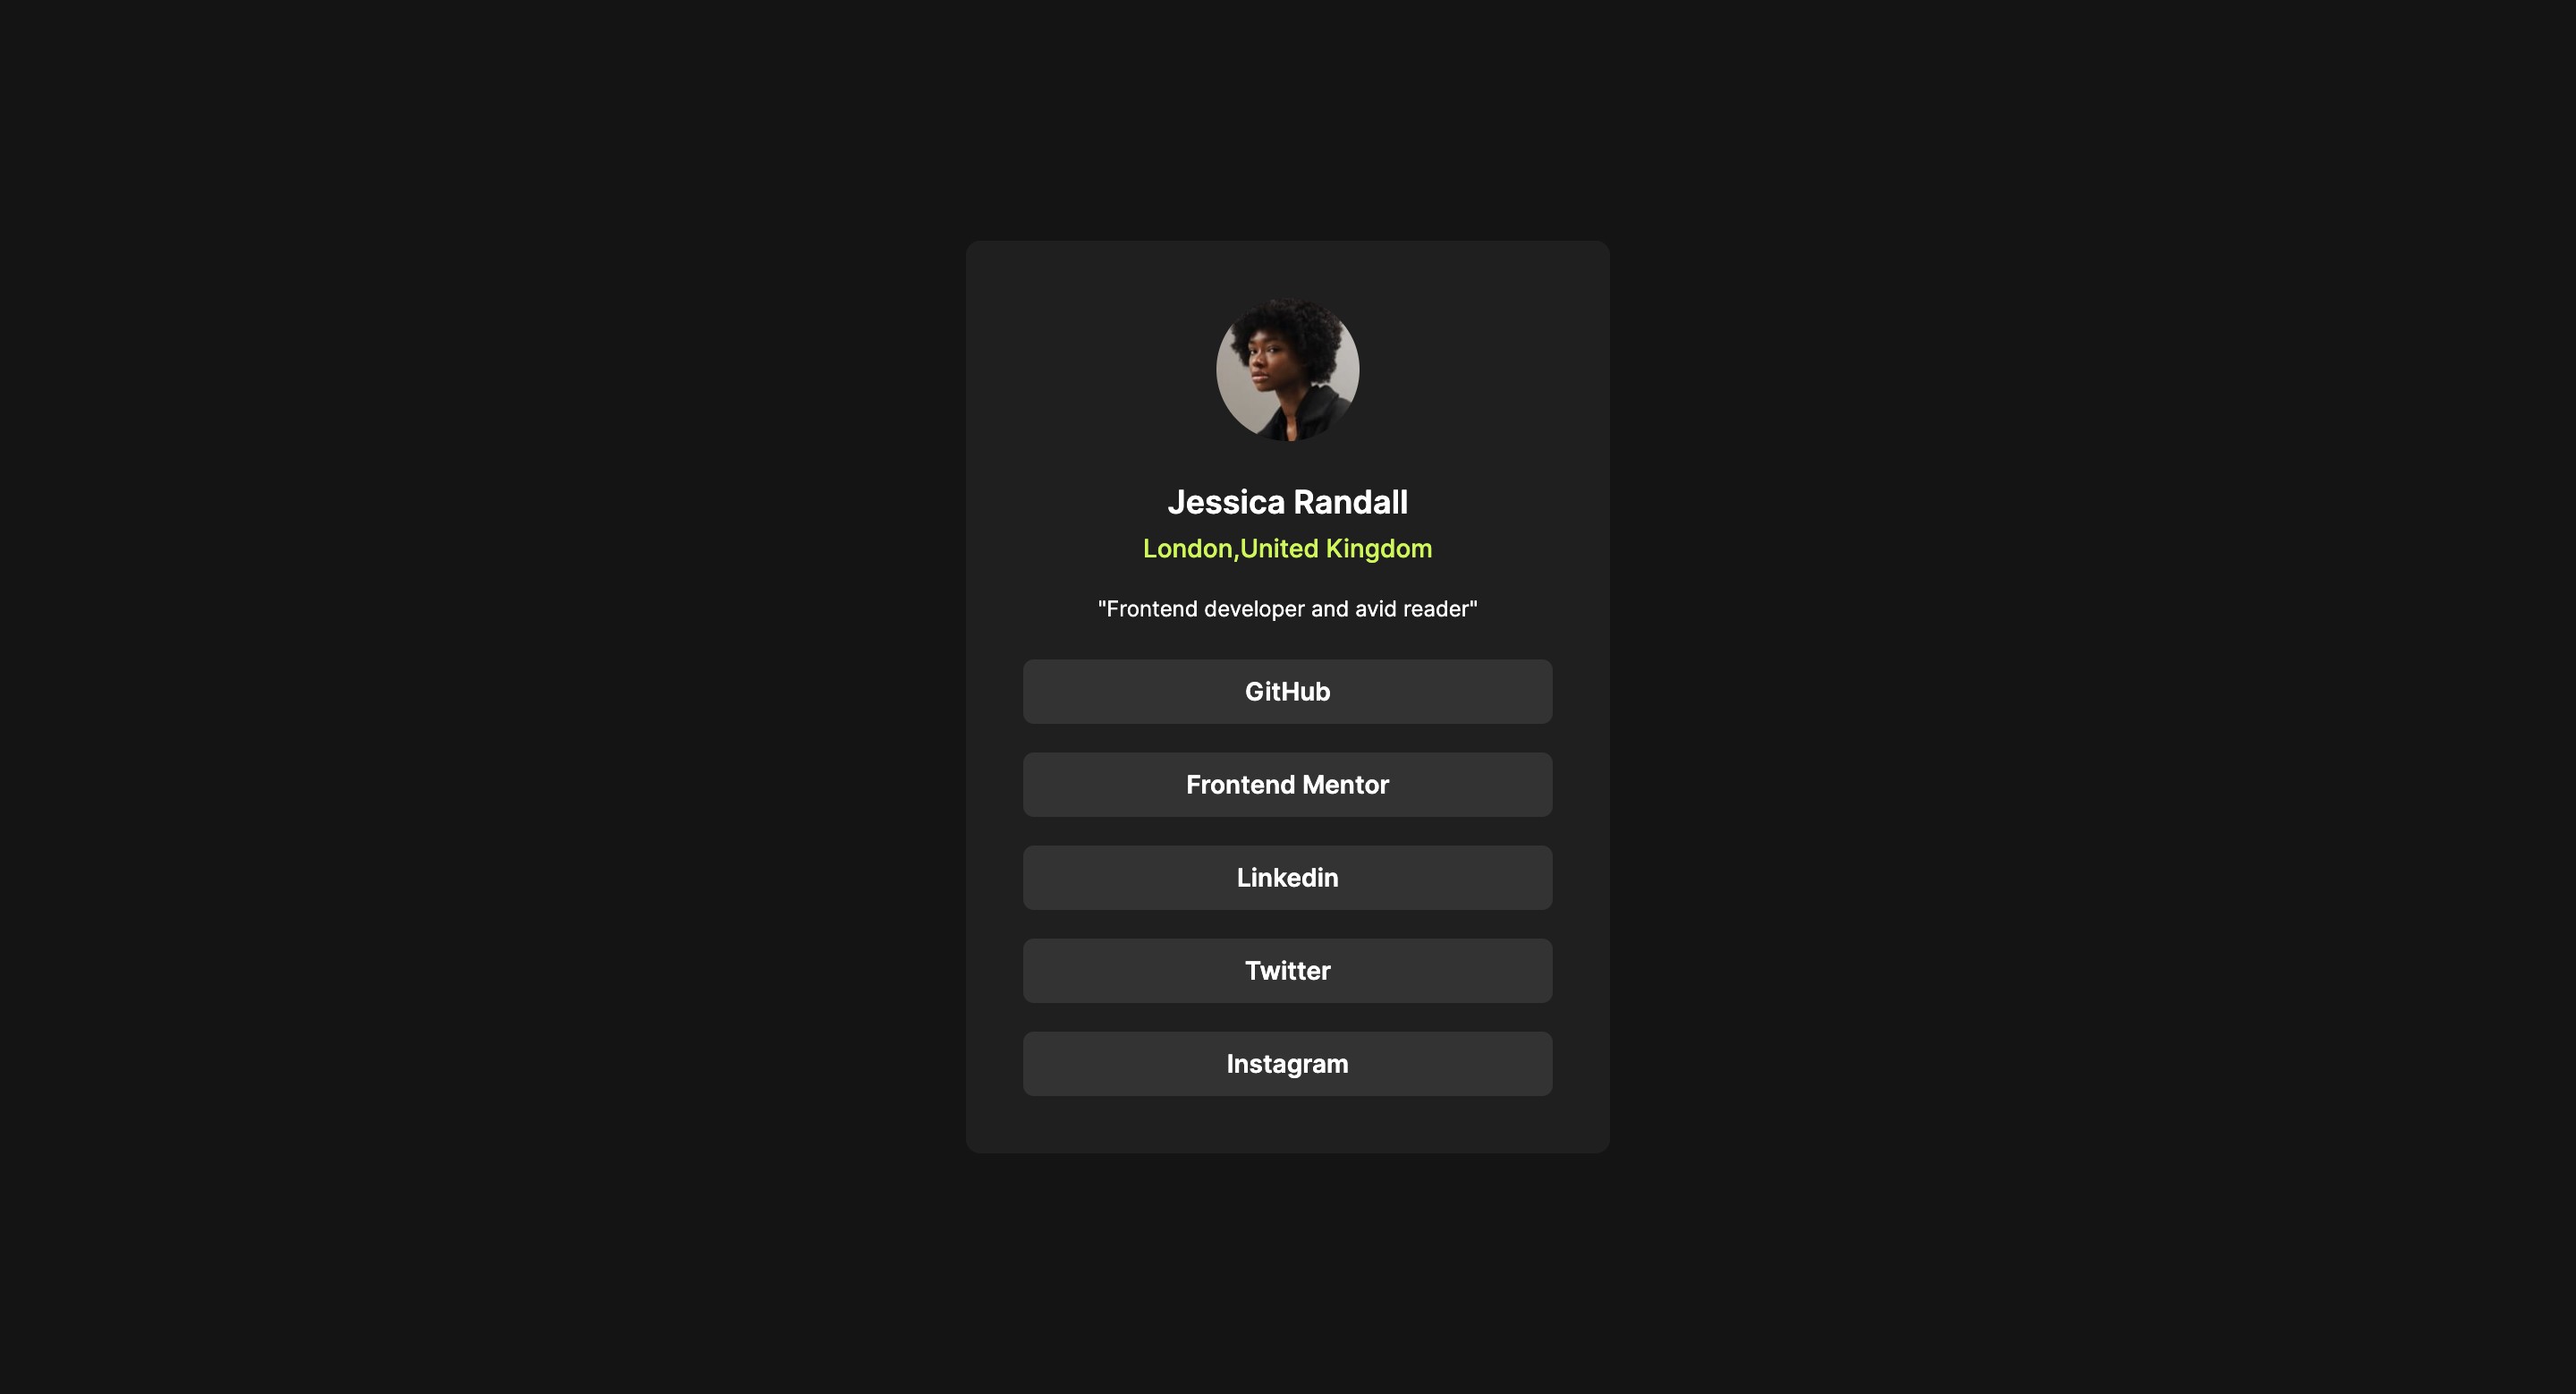 Jessica Randall
London,United Kingdom
"Frontend developer and avid reader"
GitHub
Frontend Mentor
Linkedin
Twitter
Instagram